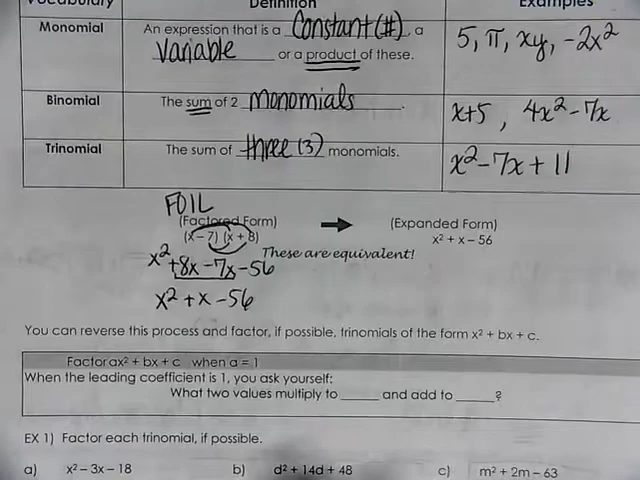 Vocabulary Definition Examples
Monomial An expression that is a Constant (#), a 5, π, xy, -2x²
variable or a product of these.
Binomial The sum of 2 monomials. x+5, 4x²-7x
Trinomial The sum of three (3) monomials. x²-7x+11
FOIL
(Factored Form) (Expanded Form)
(x – 7) (x + 8) x² + x – 56
These are equivalent!
x² +8x -7x -56
x² + x - 56
You can reverse this process and factor, if possible, trinomials of the form x² + bx + c.
Factor ax² + bx + c when a = 1
When the leading coefficient is 1, you ask yourself:
What two values multiply to _____ and add to _____?
EX 1) Factor each trinomial, if possible.
a) x² – 3x – 18 b) d² + 14d + 48 c) m² + 2m – 63